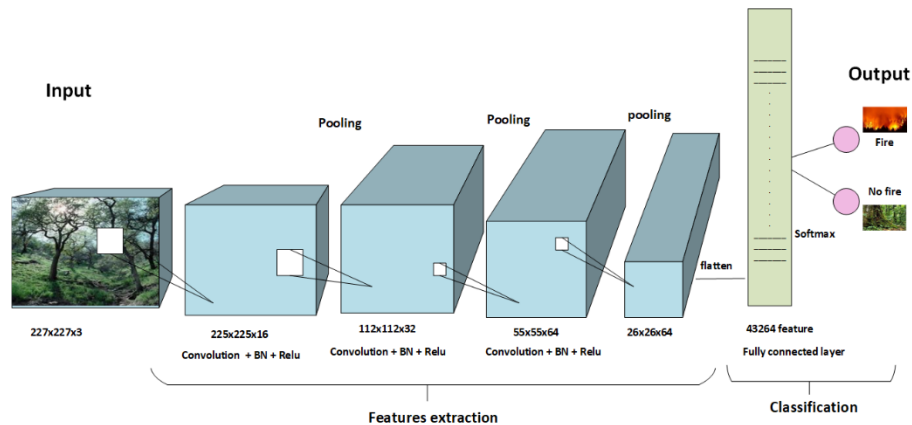 Input
Pooling
Pooling
pooling
Output
Fire
No fire
Softmax
flatten
227x227x3
225x225x16
Convolution + BN + Relu
112x112x32
Convolution + BN + Relu
55x55x64
Convolution + BN + Relu
26x26x64
43264 feature
Fully connected layer
Features extraction
Classification